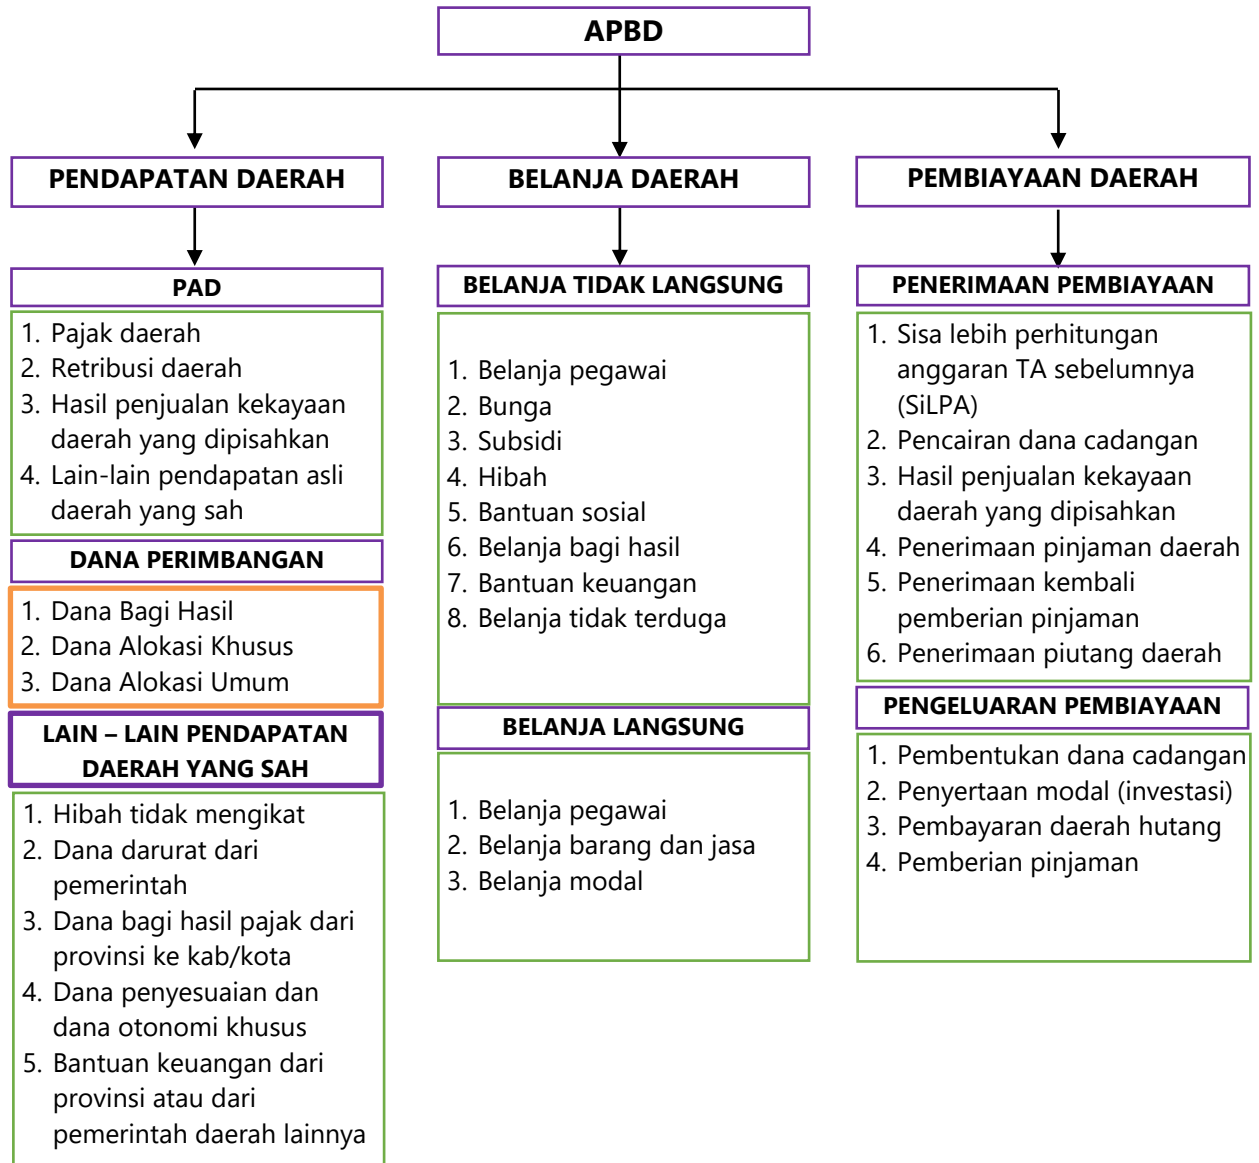 APBD
PENDAPATAN DAERAH
PAD
1. Pajak daerah
2. Retribusi daerah
3. Hasil penjualan kekayaan
daerah yang dipisahkan
4. Lain-lain pendapatan asli
daerah yang sah
DANA PERIMBANGAN
1. Dana Bagi Hasil
2. Dana Alokasi Khusus
3. Dana Alokasi Umum
LAIN – LAIN PENDAPATAN
DAERAH YANG SAH
1. Hibah tidak mengikat
2. Dana darurat dari
pemerintah
3. Dana bagi hasil pajak dari
provinsi ke kab/kota
4. Dana penyesuaian dan
dana otonomi khusus
5. Bantuan keuangan dari
provinsi atau dari
pemerintah daerah lainnya
BELANJA DAERAH
BELANJA TIDAK LANGSUNG
1. Belanja pegawai
2. Bunga
3. Subsidi
4. Hibah
5. Bantuan sosial
6. Belanja bagi hasil
7. Bantuan keuangan
8. Belanja tidak terduga
BELANJA LANGSUNG
1. Belanja pegawai
2. Belanja barang dan jasa
3. Belanja modal
PEMBIAYAAN DAERAH
PENERIMAAN PEMBIAYAAN
1. Sisa lebih perhitungan
anggaran TA sebelumnya
(SiLPA)
2. Pencairan dana cadangan
3. Hasil penjualan kekayaan
daerah yang dipisahkan
4. Penerimaan pinjaman daerah
5. Penerimaan kembali
pemberian pinjaman
6. Penerimaan piutang daerah
PENGELUARAN PEMBIAYAAN
1. Pembentukan dana cadangan
2. Penyertaan modal (investasi)
3. Pembayaran daerah hutang
4. Pemberian pinjaman